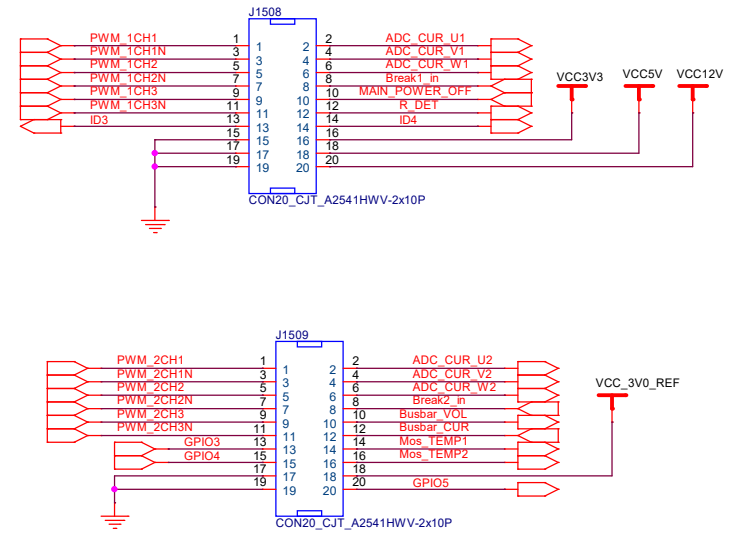 J1508
PWM_1CH1 1 1 2 2 ADC_CUR_U1
PWM_1CH1N 3 3 4 4 ADC_CUR_V1
PWM_1CH2 5 5 6 6 ADC_CUR_W1
PWM_1CH2N 7 7 8 8 Break1_in
PWM_1CH3 9 9 10 10 MAIN_POWER_OFF
PWM_1CH3N 11 11 12 12 R_DET
ID3 13 13 14 14 ID4
15 15 16 16
17 17 18 18
19 19 20 20
VCC3V3 VCC5V VCC12V
CON20_CJT_A2541HWV-2x10P
J1509
PWM_2CH1 1 1 2 2 ADC_CUR_U2
PWM_2CH1N 3 3 4 4 ADC_CUR_V2
PWM_2CH2 5 5 6 6 ADC_CUR_W2
PWM_2CH2N 7 7 8 8 Break2_in
PWM_2CH3 9 9 10 10 Busbar_VOL
PWM_2CH3N 11 11 12 12 Busbar_CUR
GPIO3 13 13 14 14 Mos_TEMP1
GPIO4 15 15 16 16 Mos_TEMP2
17 17 18 18
19 19 20 20 GPIO5
VCC_3V0_REF
CON20_CJT_A2541HWV-2x10P